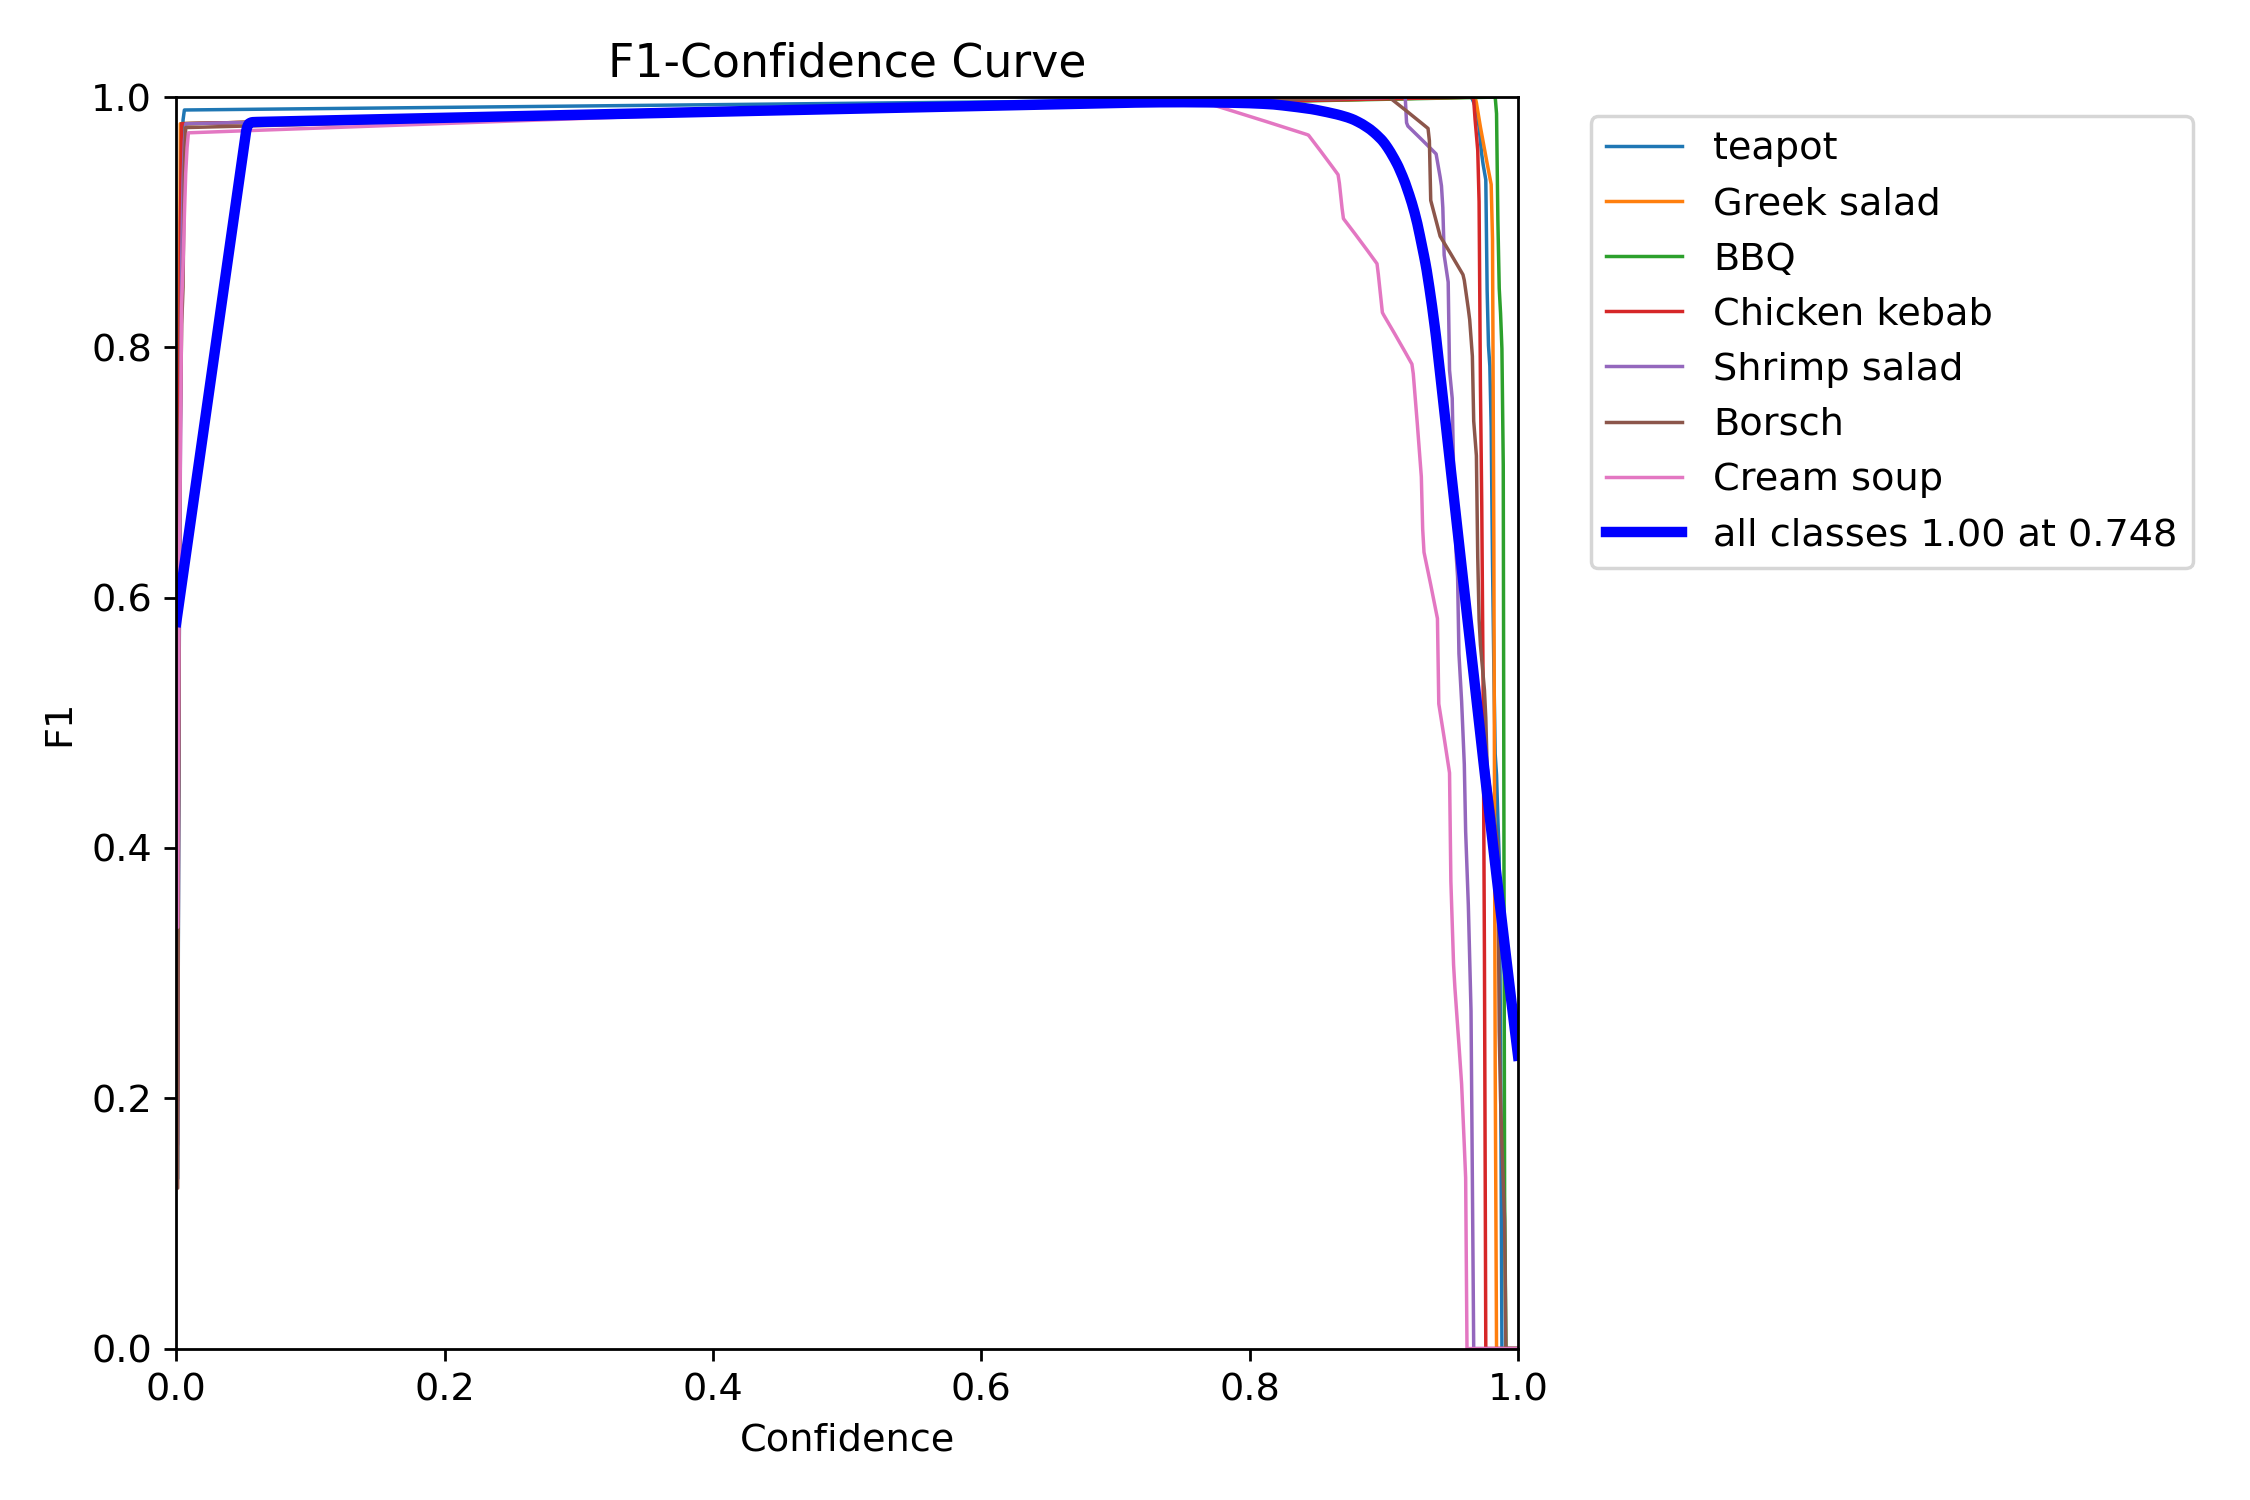 F1-Confidence Curve
1.0
0.8
0.6
0.4
0.2
0.0
F1
0.0 0.2 0.4 0.6 0.8 1.0
Confidence
teapot
Greek salad
BBQ
Chicken kebab
Shrimp salad
Borsch
Cream soup
all classes 1.00 at 0.748